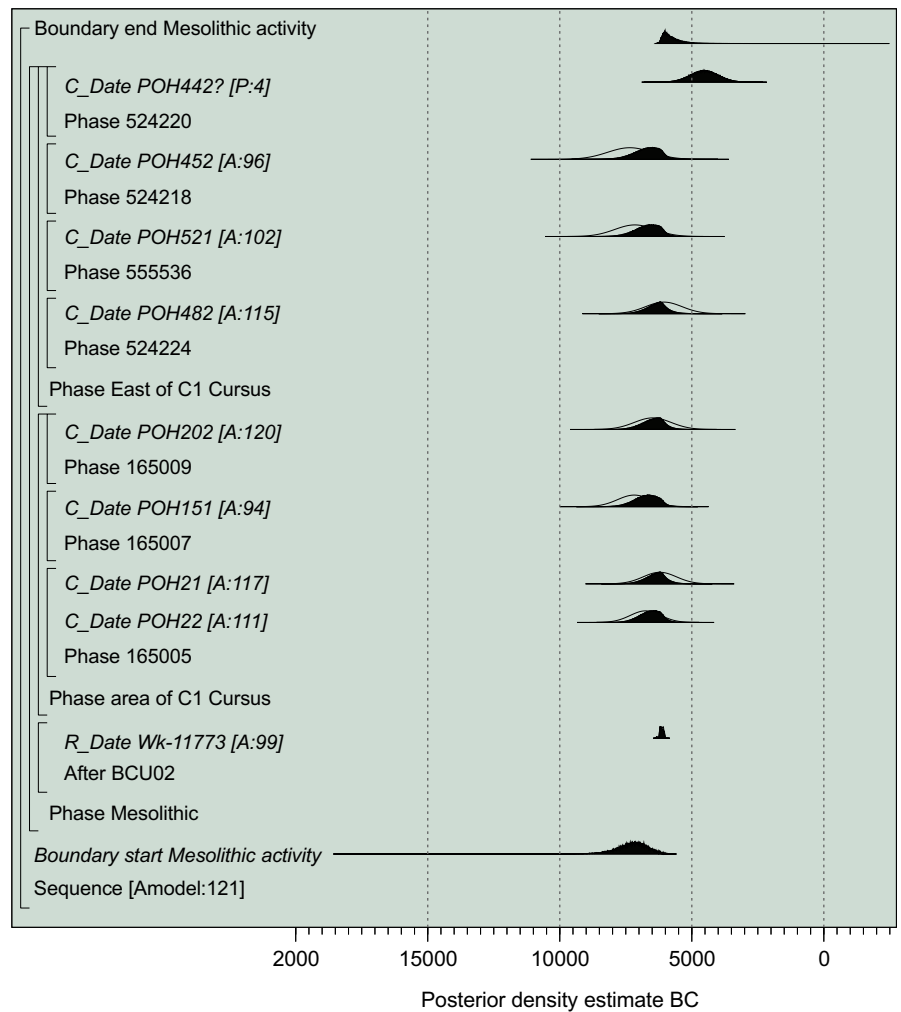 Boundary end Mesolithic activity
C_Date POH442? [P:4]
Phase 524220
C_Date POH452 [A:96]
Phase 524218
C_Date POH521 [A:102]
Phase 555536
C_Date POH482 [A:115]
Phase 524224
Phase East of C1 Cursus
C_Date POH202 [A:120]
Phase 165009
C_Date POH151 [A:94]
Phase 165007
C_Date POH21 [A:117]
C_Date POH22 [A:111]
Phase 165005
Phase area of C1 Cursus
R_Date Wk-11773 [A:99]
After BCU02
Phase Mesolithic
Boundary start Mesolithic activity
Sequence [Amodel:121]
2000 15000 10000 5000 0
Posterior density estimate BC